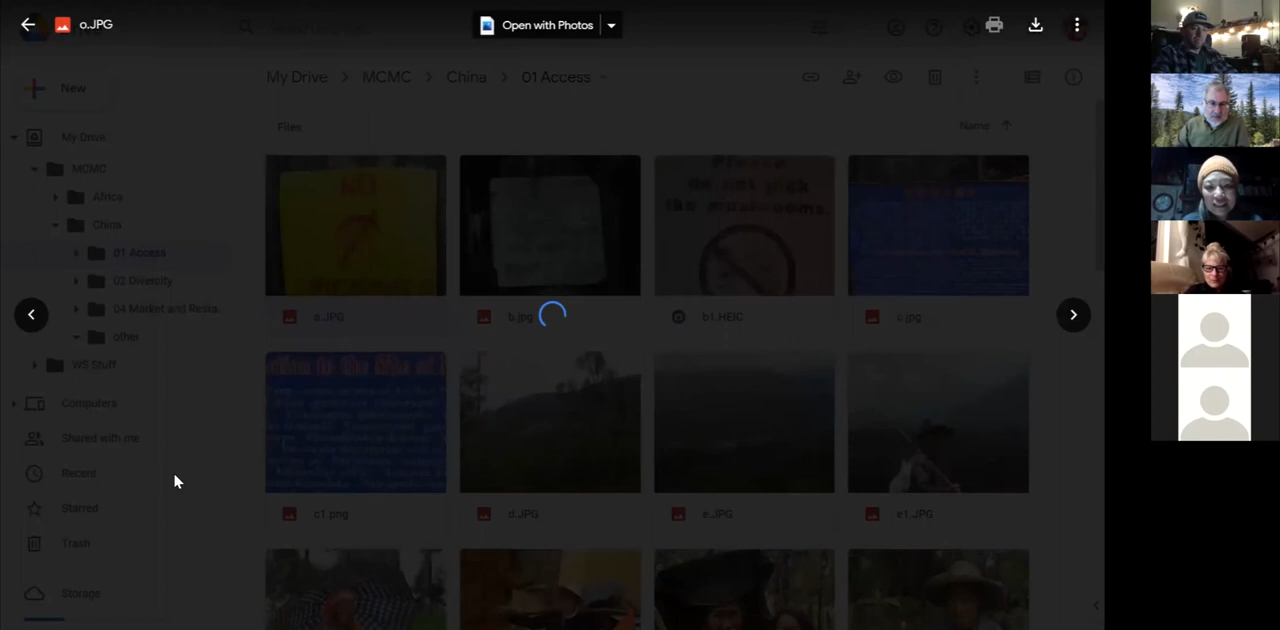 o.JPG
Open with Photos
New
My Drive > MCMC > China > 01 Access
My Drive
MCMC
Africa
China
01 Access
02 Diversity
04 Market and Resea...
other
WS Stuff
Computers
Shared with me
Recent
Starred
Trash
Storage
Files
Name
Please
do not pick
the mushrooms.
a.JPG
b.jpg
b1.HEIC
c.jpg
c1.png
d.JPG
e.JPG
e1.JPG